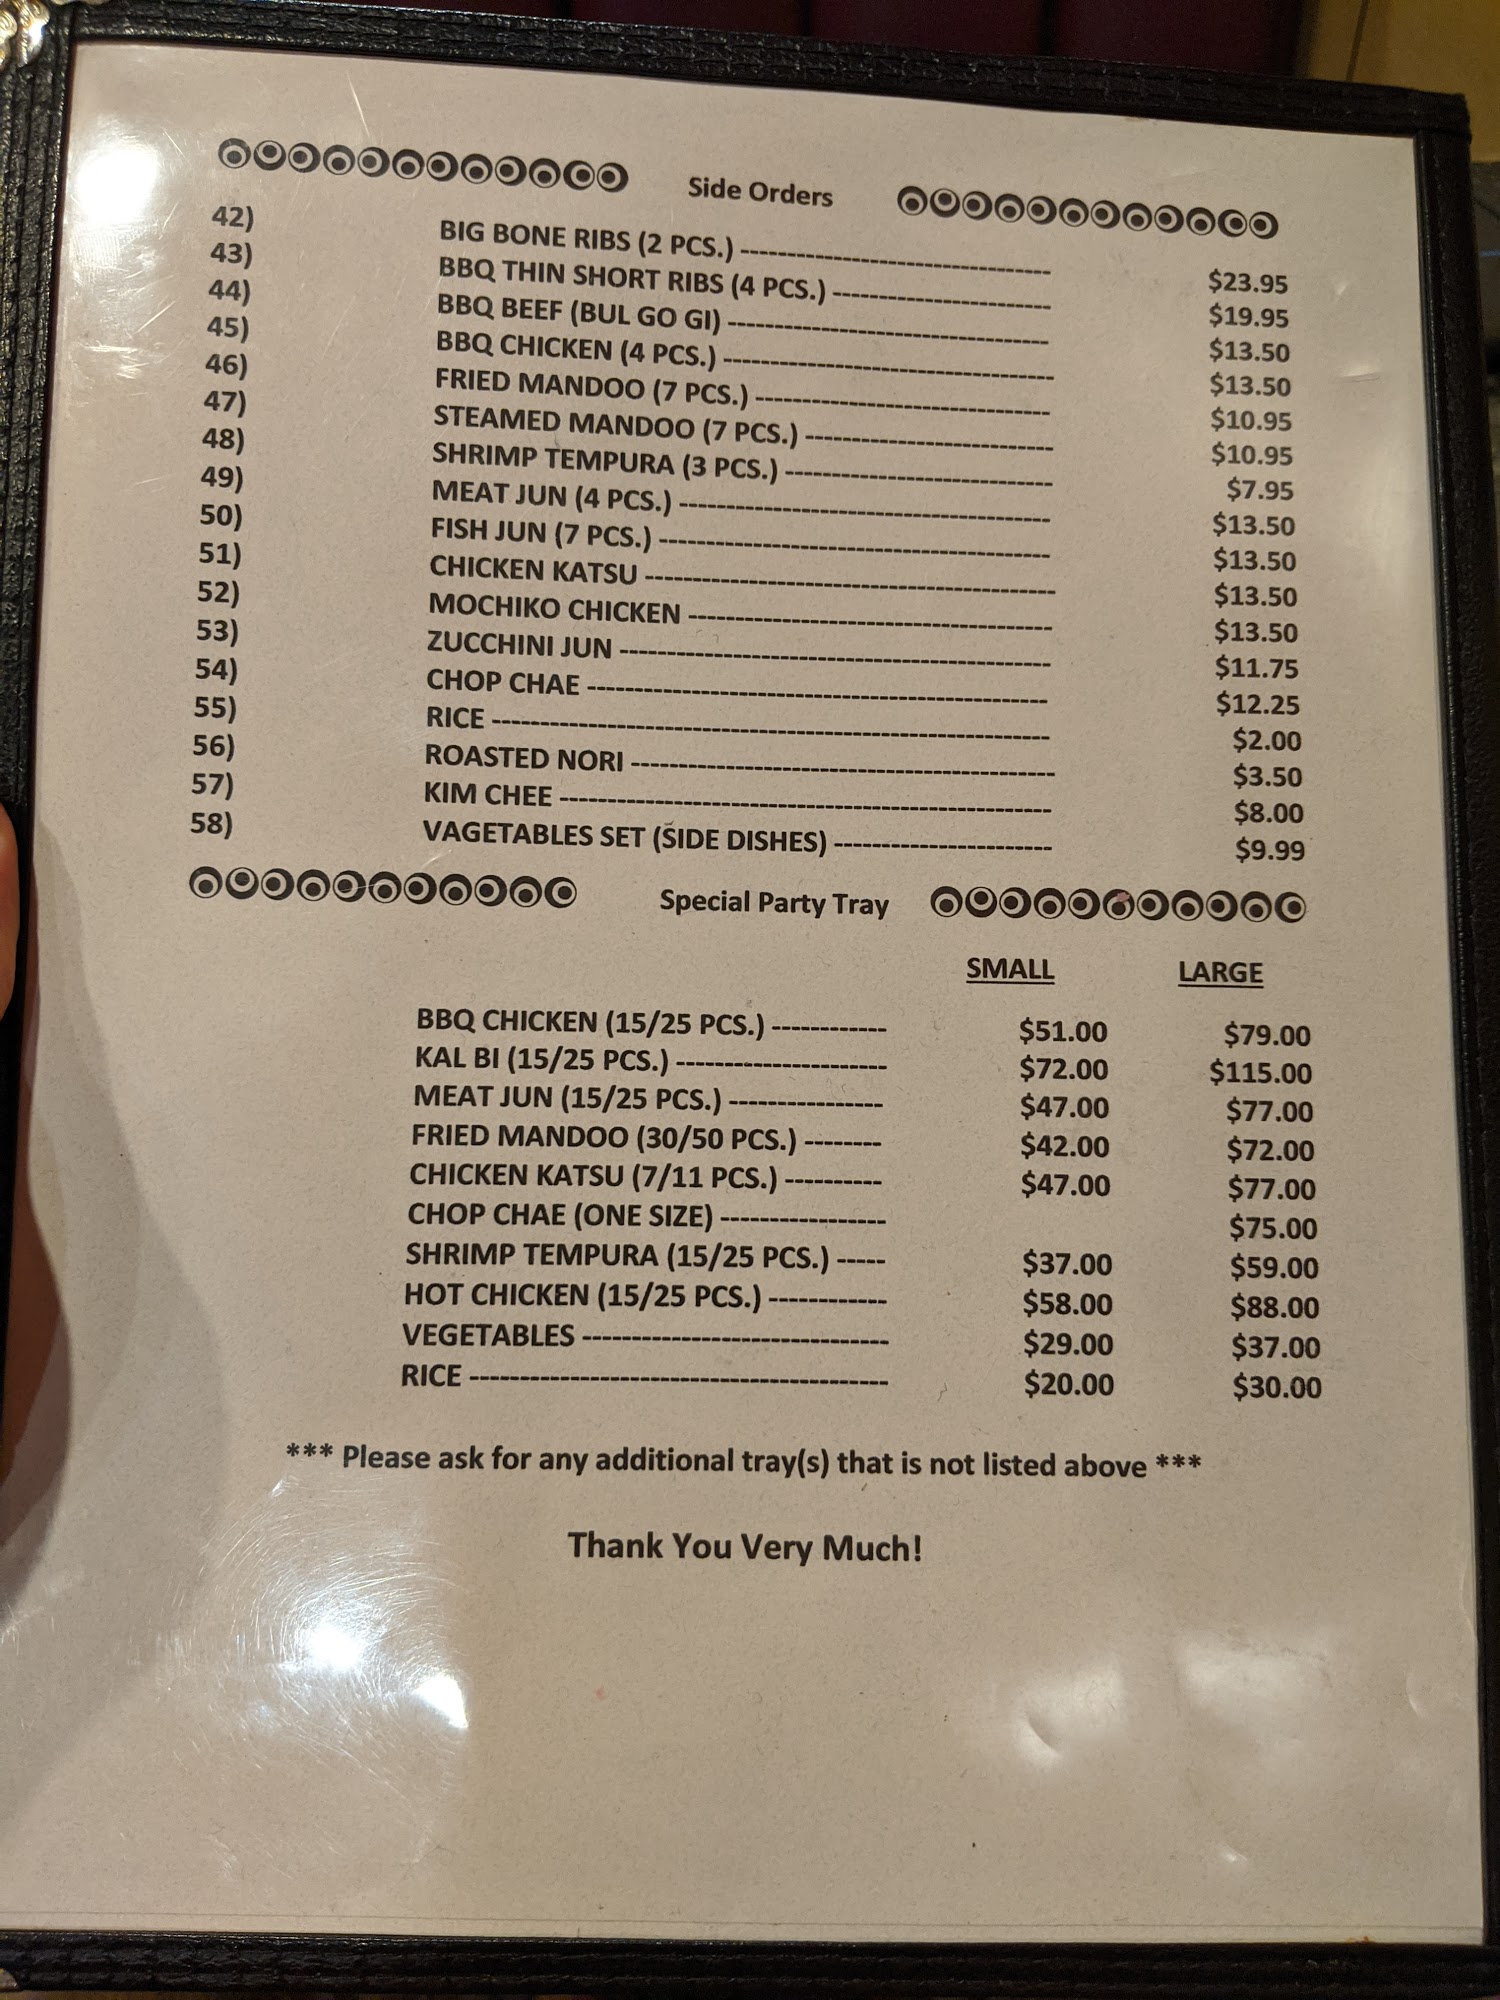 Side Orders
42) BIG BONE RIBS (2 PCS.) -------------------------------- $23.95
43) BBQ THIN SHORT RIBS (4 PCS.) ---------------------- $19.95
44) BBQ BEEF (BUL GO GI) -------------------------------- $13.50
45) BBQ CHICKEN (4 PCS.) --------------------------------- $13.50
46) FRIED MANDOO (7 PCS.) ------------------------------ $10.95
47) STEAMED MANDOO (7 PCS.) ------------------------- $10.95
48) SHRIMP TEMPURA (3 PCS.) --------------------------- $7.95
49) MEAT JUN (4 PCS.) -------------------------------------- $13.50
50) FISH JUN (7 PCS.) ---------------------------------------- $13.50
51) CHICKEN KATSU ------------------------------------------ $13.50
52) MOCHIKO CHICKEN ------------------------------------- $13.50
53) ZUCCHINI JUN -------------------------------------------- $11.75
54) CHOP CHAE ----------------------------------------------- $12.25
55) RICE --------------------------------------------------------- $2.00
56) ROASTED NORI ------------------------------------------- $3.50
57) KIM CHEE -------------------------------------------------- $8.00
58) VAGETABLES SET (SIDE DISHES) ---------------------- $9.99
Special Party Tray
SMALL LARGE
BBQ CHICKEN (15/25 PCS.) ------------ $51.00 $79.00
KAL BI (15/25 PCS.) ---------------------- $72.00 $115.00
MEAT JUN (15/25 PCS.) ---------------- $47.00 $77.00
FRIED MANDOO (30/50 PCS.) -------- $42.00 $72.00
CHICKEN KATSU (7/11 PCS.) ---------- $47.00 $77.00
CHOP CHAE (ONE SIZE) ----------------- $75.00
SHRIMP TEMPURA (15/25 PCS.) ----- $37.00 $59.00
HOT CHICKEN (15/25 PCS.) ------------ $58.00 $88.00
VEGETABLES ------------------------------- $29.00 $37.00
RICE ------------------------------------------ $20.00 $30.00
*** Please ask for any additional tray(s) that is not listed above ***
Thank You Very Much!